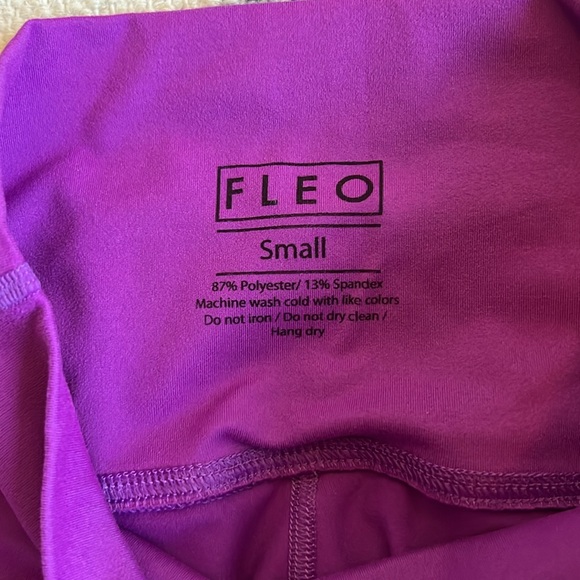 FLEO
Small
87% Polyester/ 13% Spandex
Machine wash cold with like colors
Do not iron / Do not dry clean /
Hang dry